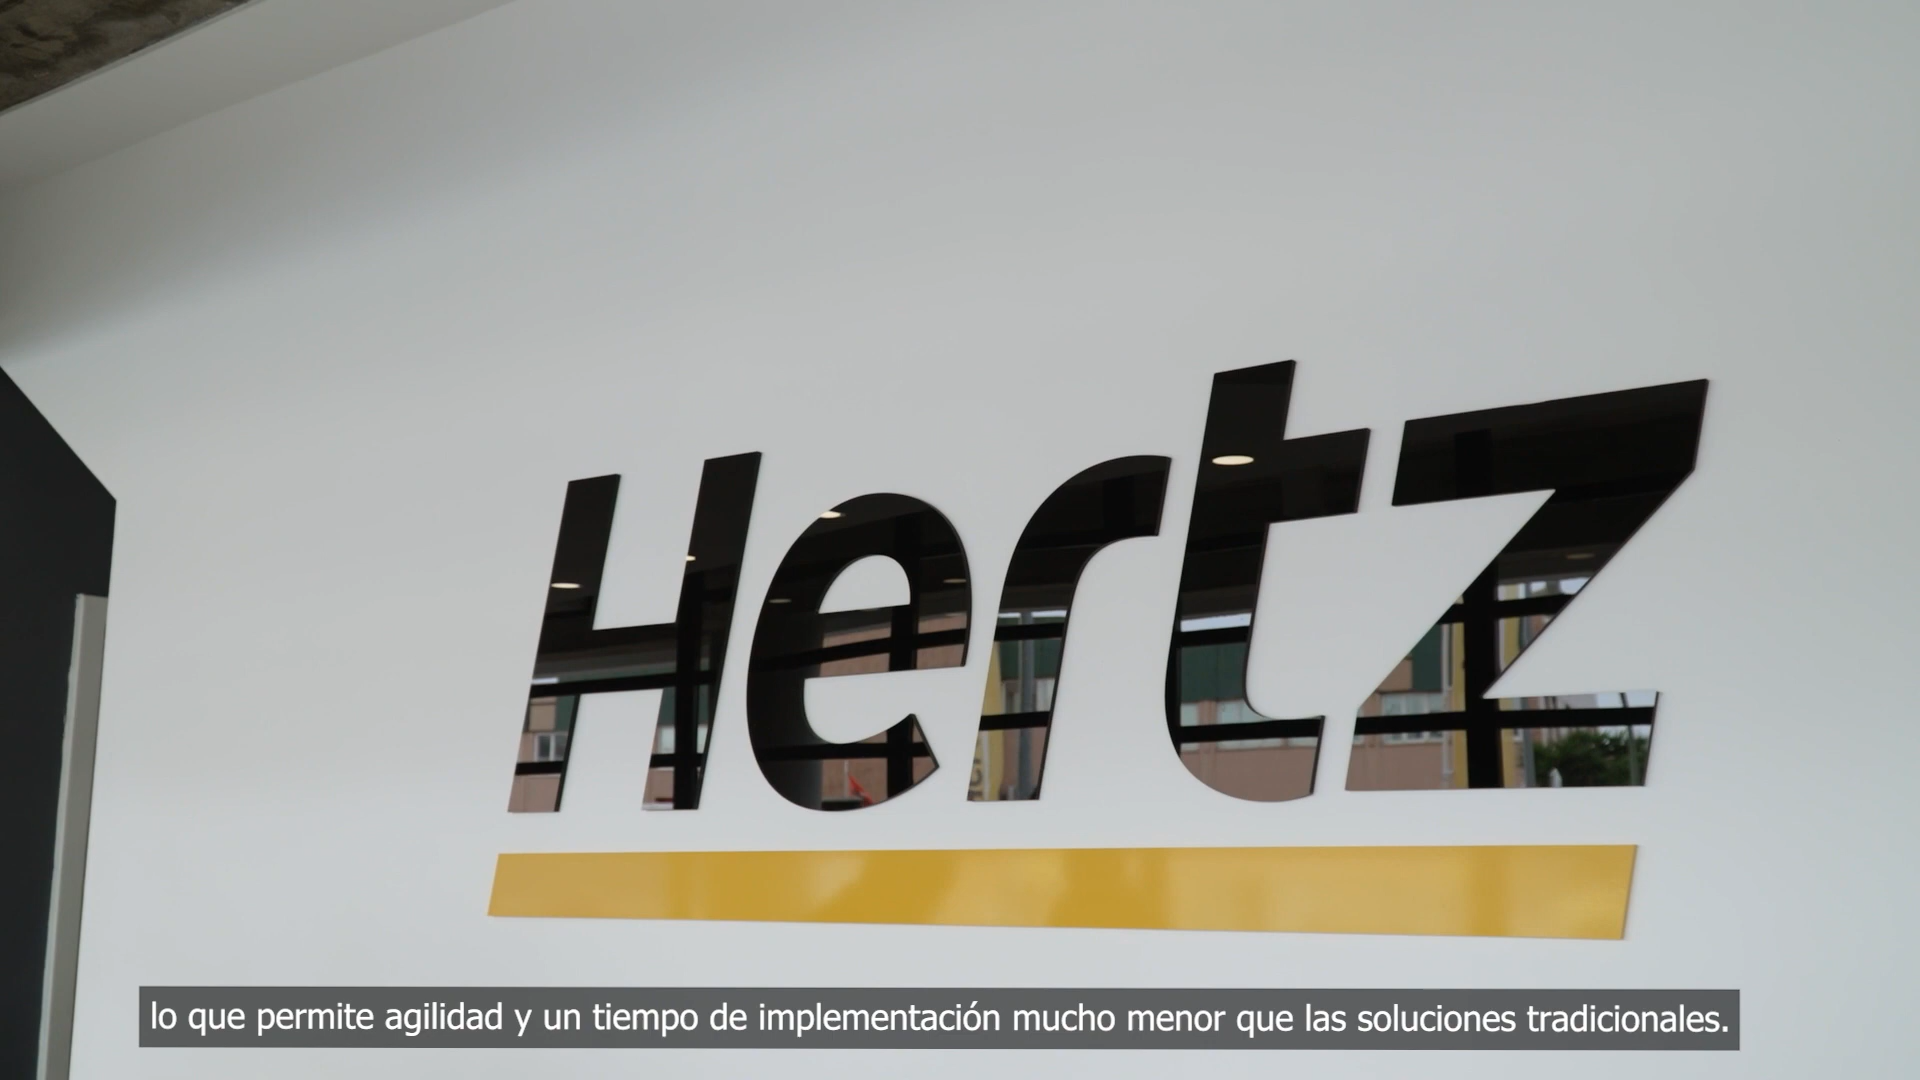 Hertz
lo que permite agilidad y un tiempo de implementación mucho menor que las soluciones tradicionales.